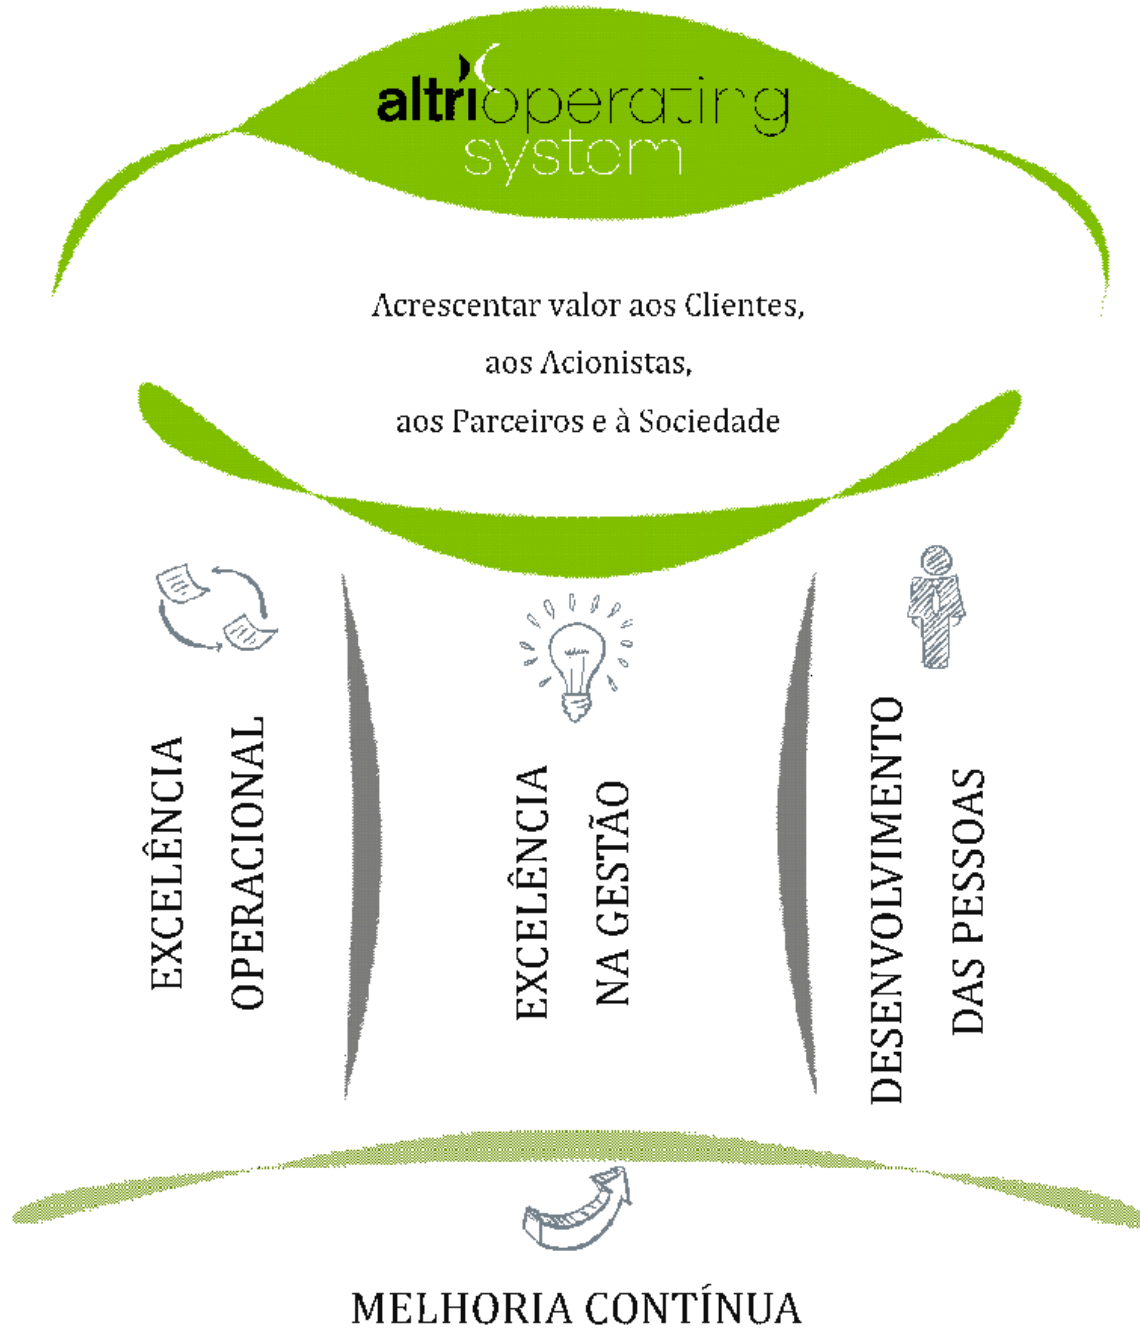 altri operating
system
Acrescentar valor aos Clientes,
aos Acionistas,
aos Parceiros e à Sociedade
EXCELÊNCIA
OPERACIONAL
EXCELÊNCIA
NA GESTÃO
DESENVOLVIMENTO
DAS PESSOAS
MELHORIA CONTÍNUA